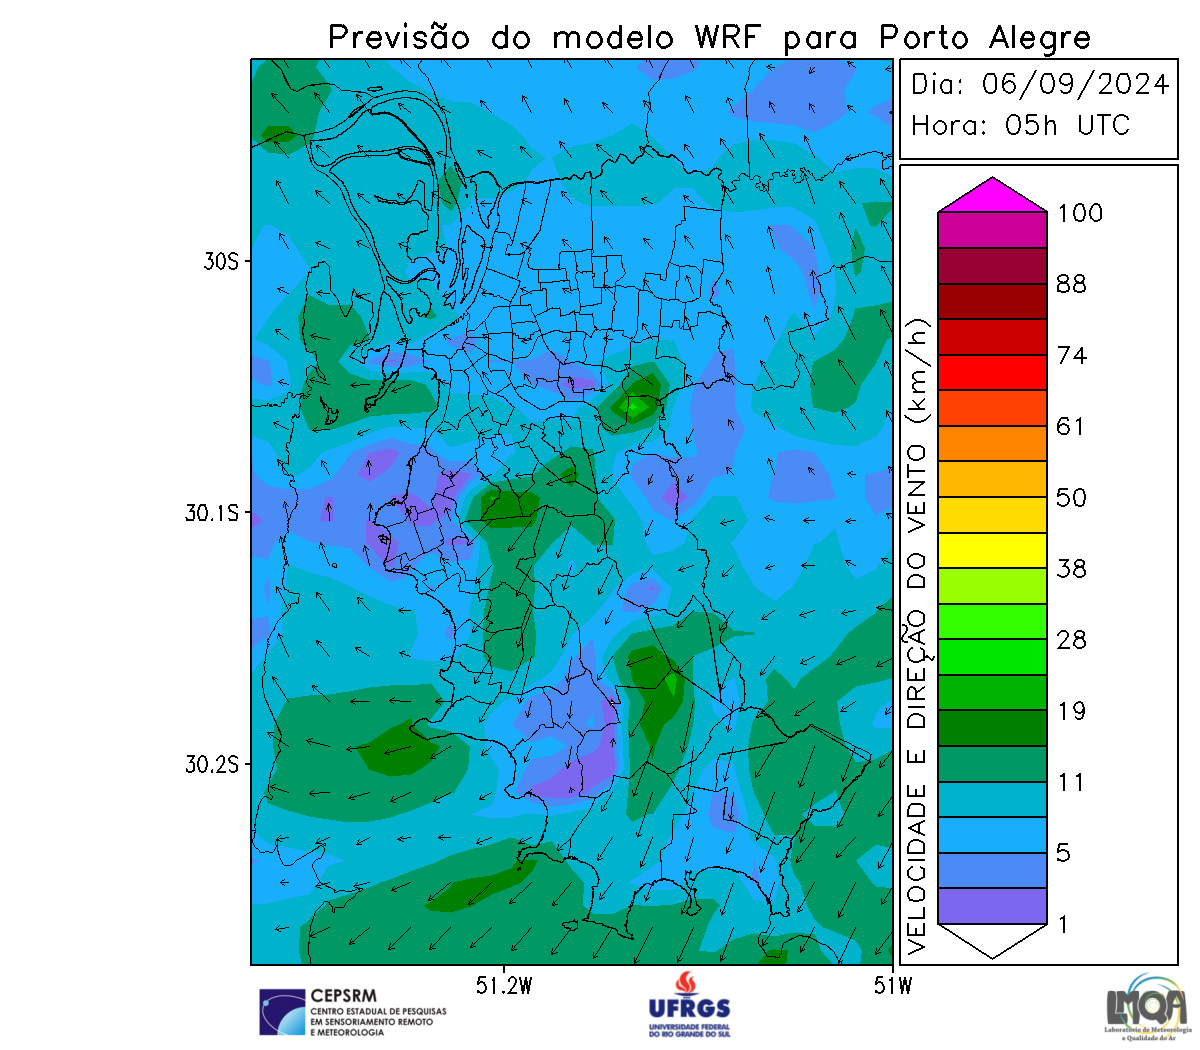 Previsão do modelo WRF para Porto Alegre
Dia: 06/09/2024
Hora: 05h UTC
30S
30.1S
30.2S
51.2W
51W
VELOCIDADE E DIREÇÃO DO VENTO (km/h)
100
88
74
61
50
38
28
19
11
5
1
CEPSRM
CENTRO ESTADUAL DE PESQUISAS
EM SENSORIAMENTO REMOTO
E METEOROLOGIA
UFRGS
UNIVERSIDADE FEDERAL
DO RIO GRANDE DO SUL
LMQA
Laboratório de Meteorologia
e Qualidade do Ar